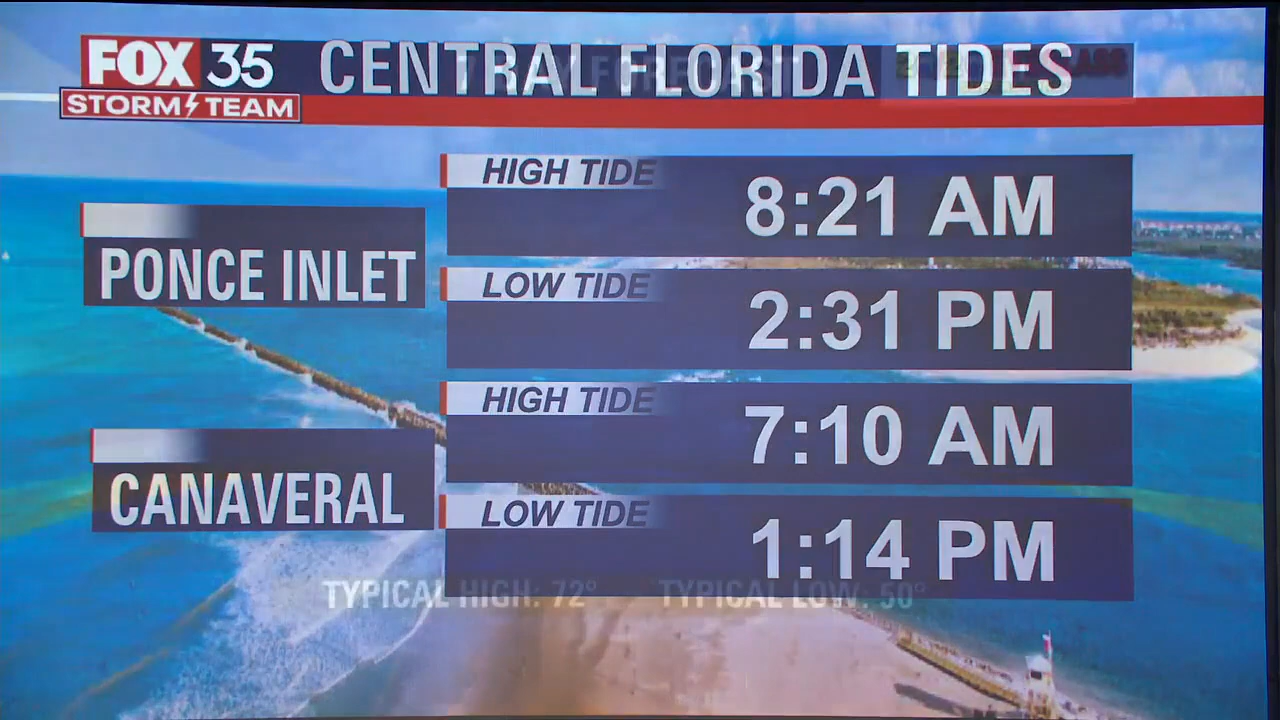 FOX 35
STORM TEAM
CENTRAL FLORIDA TIDES
PONCE INLET
HIGH TIDE
8:21 AM
LOW TIDE
2:31 PM
CANAVERAL
HIGH TIDE
7:10 AM
LOW TIDE
1:14 PM
TYPICAL HIGH: 72° TYPICAL LOW: 50°